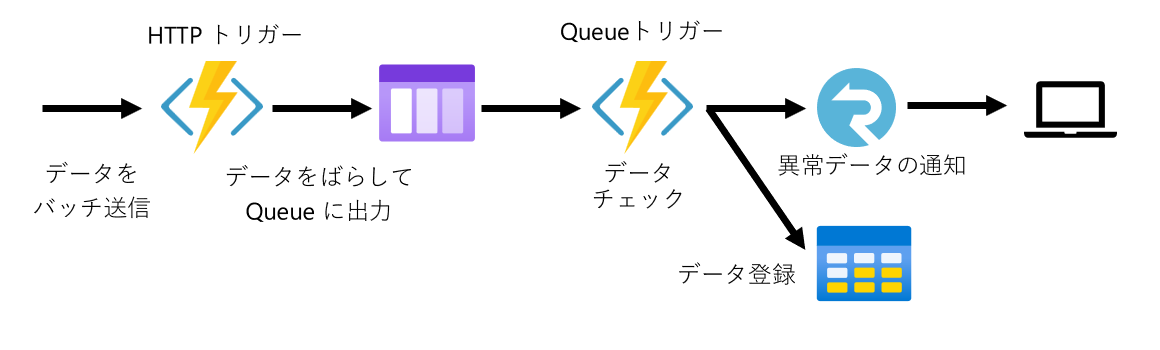 HTTP トリガー
Queueトリガー
データを
バッチ送信
データをばらして
Queue に出力
データ
チェック
異常データの通知
データ登録